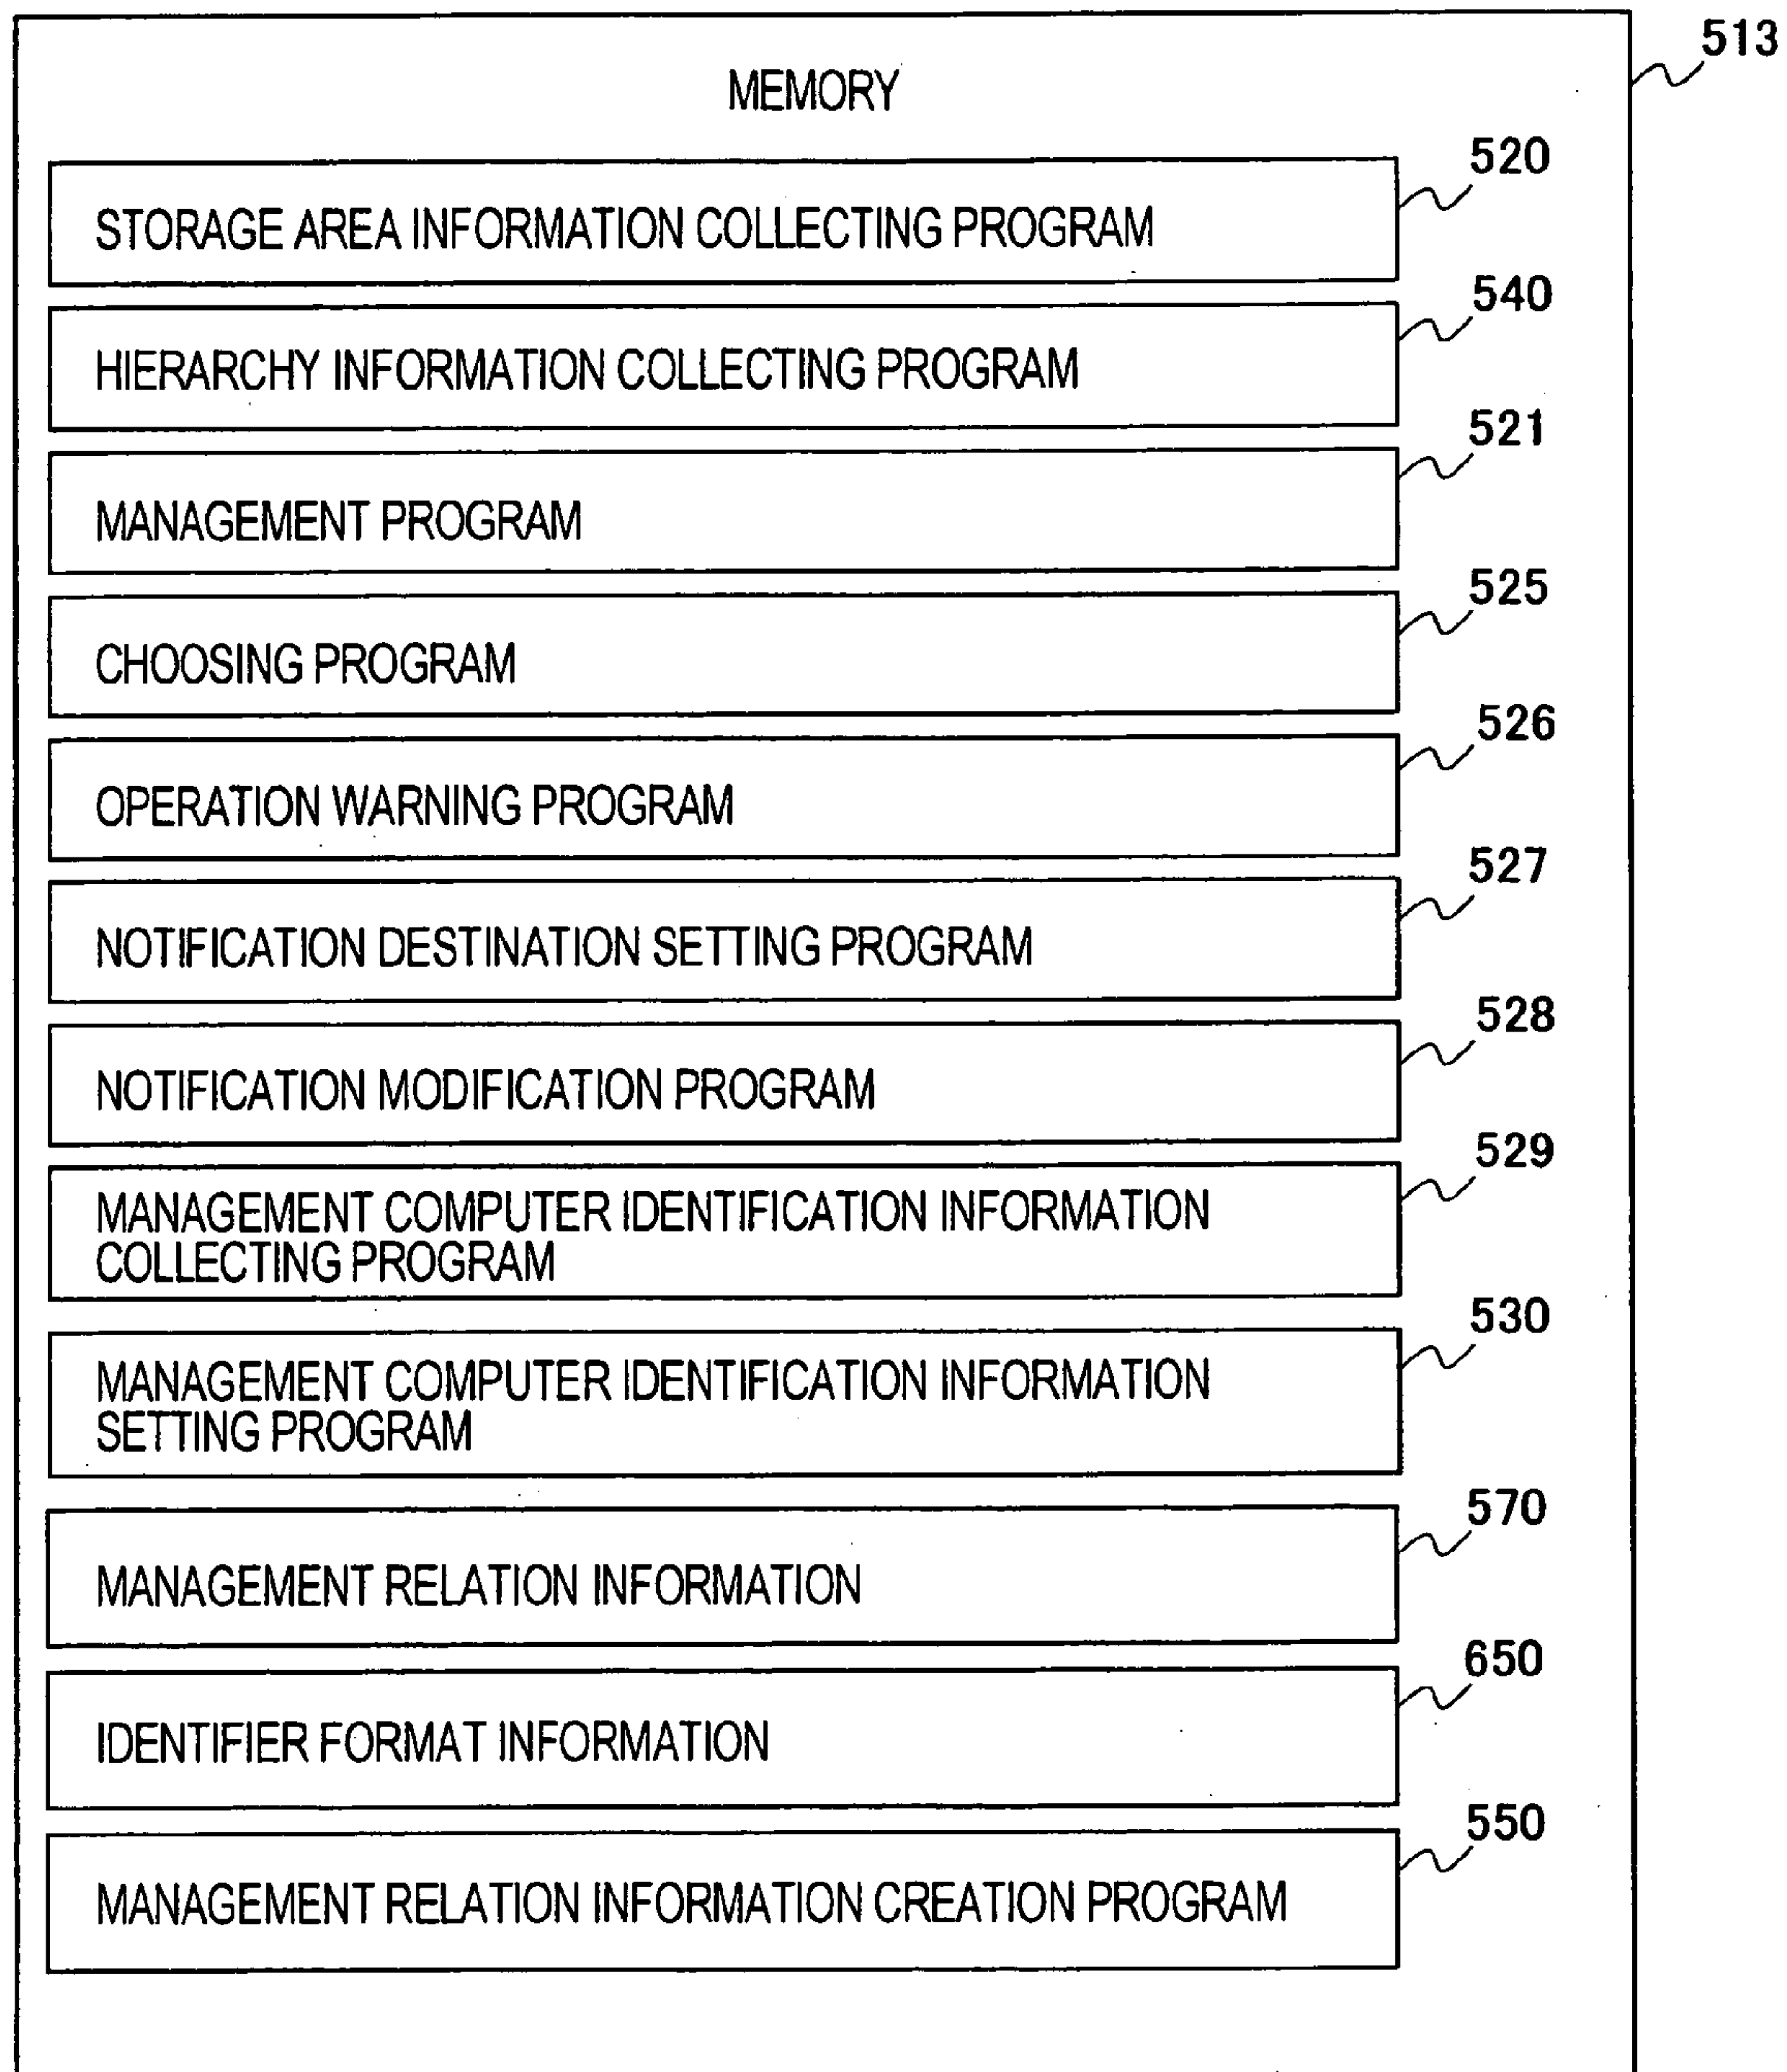 513
MEMORY
520
STORAGE AREA INFORMATION COLLECTING PROGRAM
540
HIERARCHY INFORMATION COLLECTING PROGRAM
521
MANAGEMENT PROGRAM
525
CHOOSING PROGRAM
526
OPERATION WARNING PROGRAM
527
NOTIFICATION DESTINATION SETTING PROGRAM
528
NOTIFICATION MODIFICATION PROGRAM
529
MANAGEMENT COMPUTER IDENTIFICATION INFORMATION
COLLECTING PROGRAM
530
MANAGEMENT COMPUTER IDENTIFICATION INFORMATION
SETTING PROGRAM
570
MANAGEMENT RELATION INFORMATION
650
IDENTIFIER FORMAT INFORMATION
550
MANAGEMENT RELATION INFORMATION CREATION PROGRAM